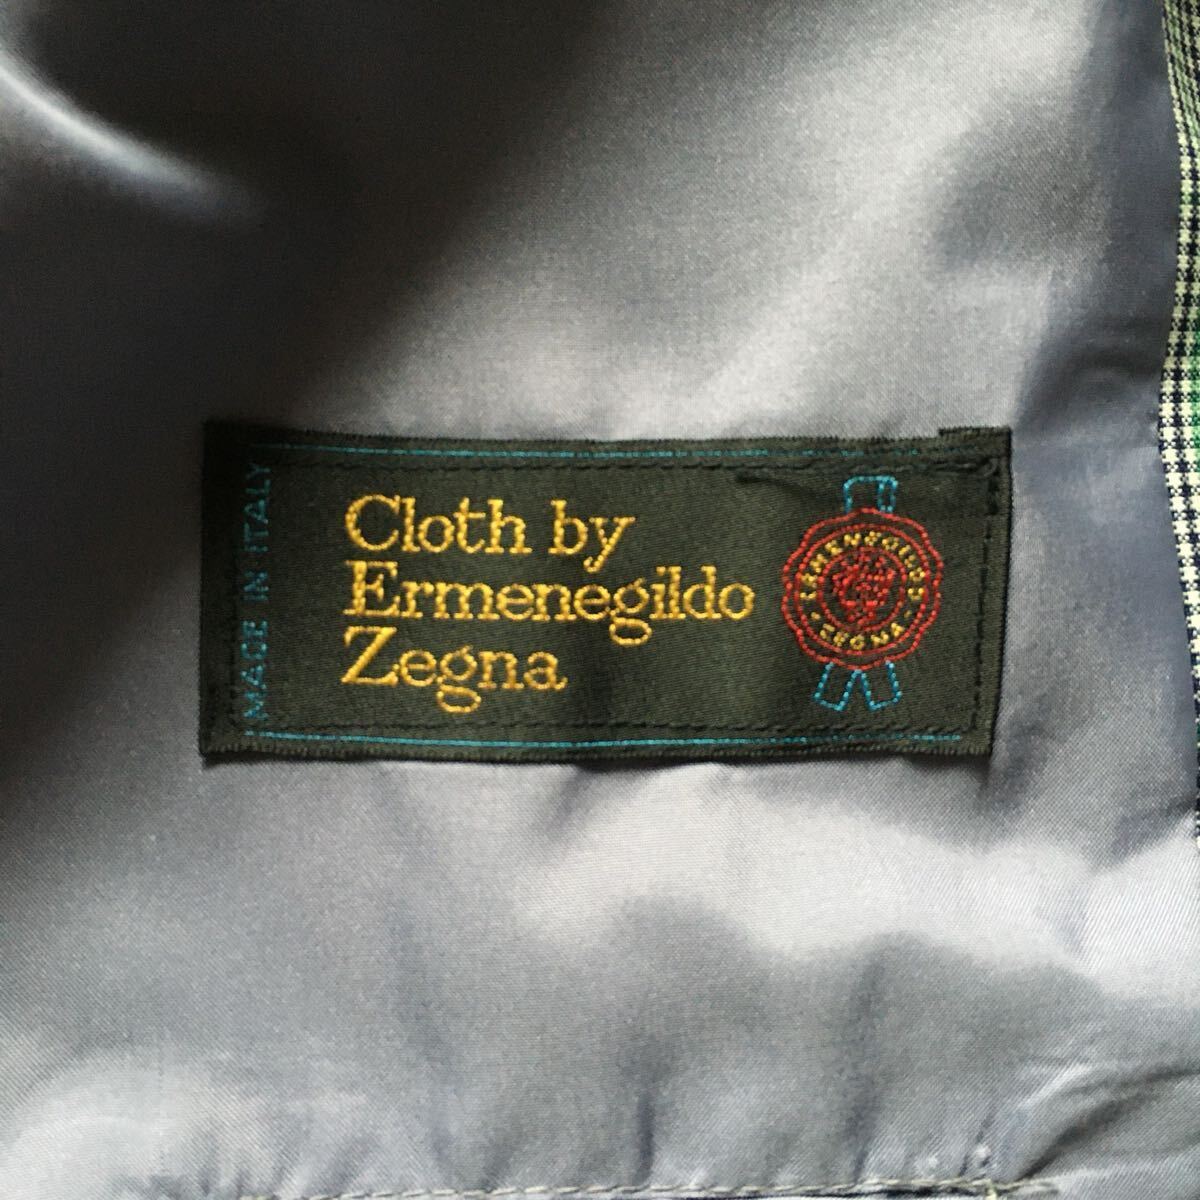 MADE IN ITALY
Cloth by
Ermenegildo
Zegna
ERMENEGILDO
ZEGNA